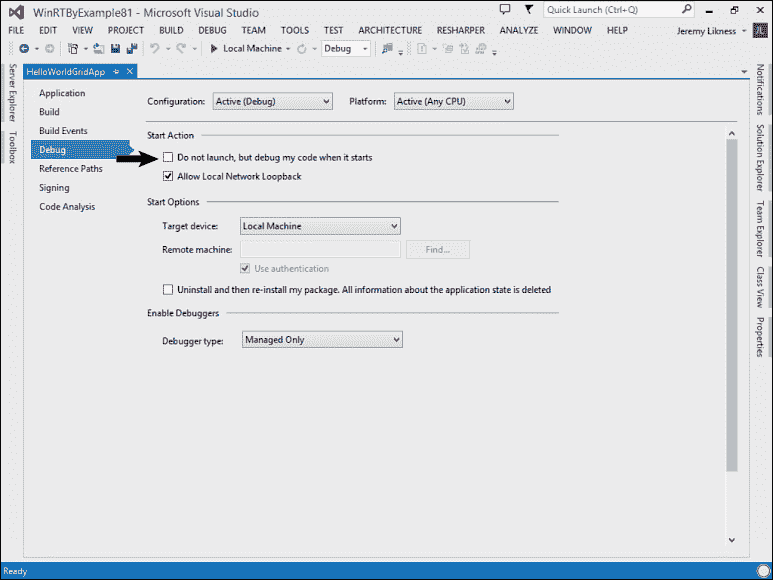 WinRTByExample81 - Microsoft Visual Studio
Quick Launch (Ctrl+Q)
FILE EDIT VIEW PROJECT BUILD DEBUG TEAM TOOLS TEST ARCHITECTURE RESHARPER ANALYZE WINDOW HELP Jeremy Likness JL
Local Machine Debug
Server Explorer
Toolbox
HelloWorldGridApp
Application
Build
Build Events
Debug
Reference Paths
Signing
Code Analysis
Configuration: Active (Debug) Platform: Active (Any CPU)
Start Action
Do not launch, but debug my code when it starts
Allow Local Network Loopback
Start Options
Target device: Local Machine
Remote machine: Find...
Use authentication
Uninstall and then re-install my package. All information about the application state is deleted
Enable Debuggers
Debugger type: Managed Only
Notifications
Solution Explorer
Team Explorer
Class View
Properties
Ready